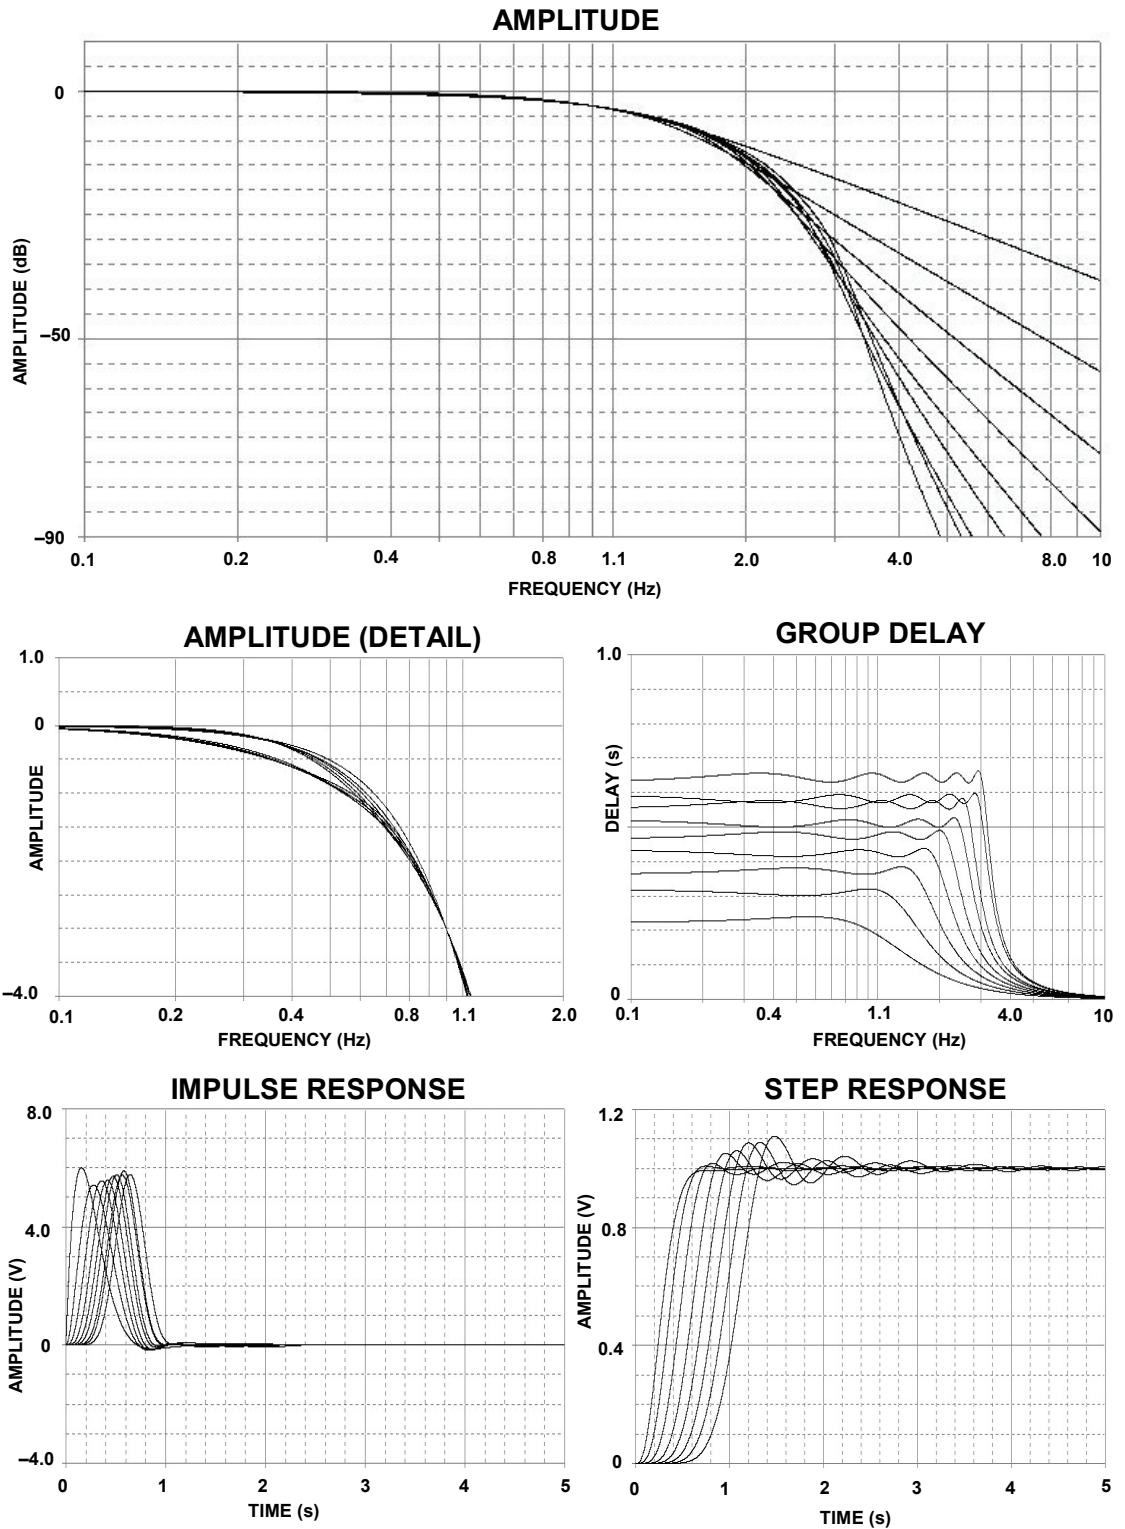 AMPLITUDE
0
–50
–90
AMPLITUDE (dB)
0.1 0.2 0.4 0.8 1.1 2.0 4.0 8.0 10
FREQUENCY (Hz)
AMPLITUDE (DETAIL)
1.0
0
–4.0
AMPLITUDE
0.1 0.2 0.4 0.8 1.1 2.0
FREQUENCY (Hz)
GROUP DELAY
1.0
0
DELAY (s)
0.1 0.4 1.1 4.0 10
FREQUENCY (Hz)
IMPULSE RESPONSE
8.0
4.0
0
–4.0
AMPLITUDE (V)
0 1 2 3 4 5
TIME (s)
STEP RESPONSE
1.2
0.8
0.4
0
AMPLITUDE (V)
0 1 2 3 4 5
TIME (s)